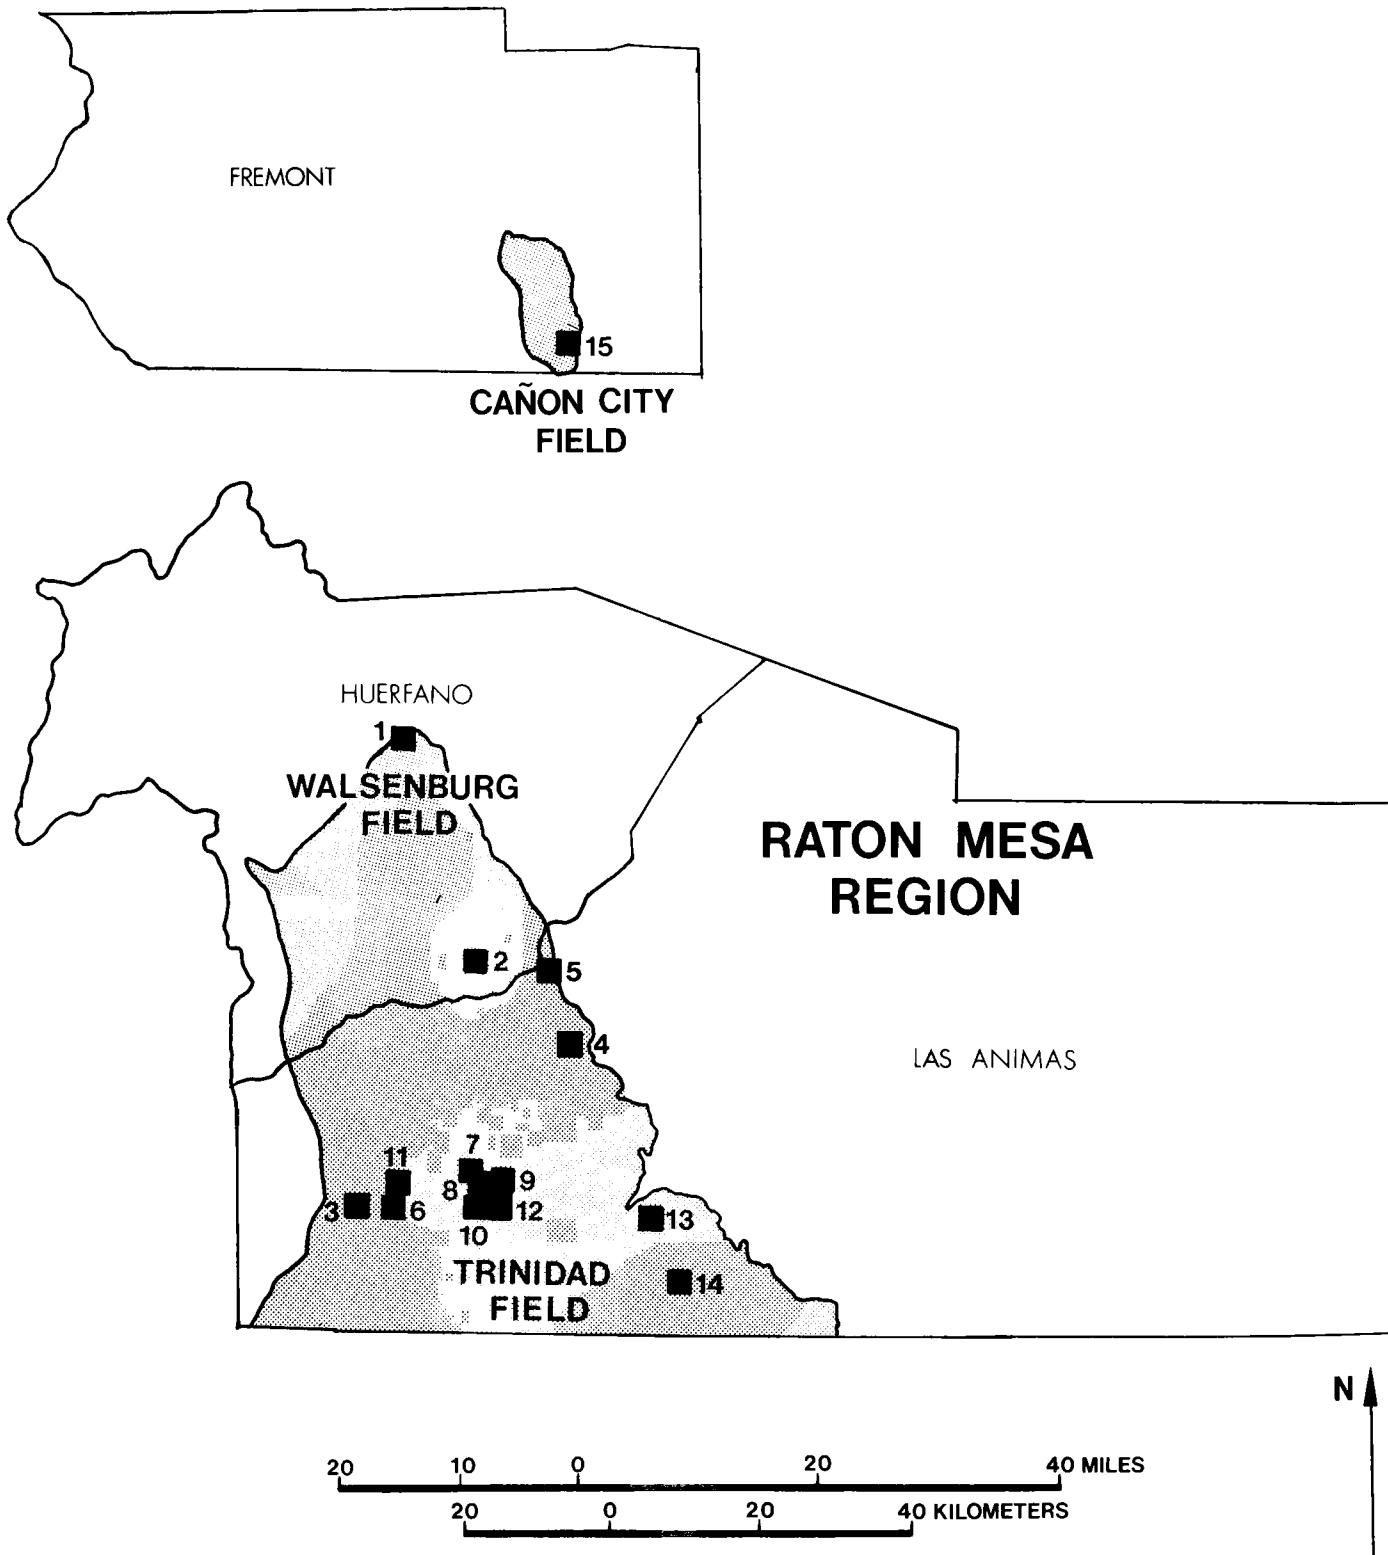 FREMONT
15
CAÑON CITY
FIELD
HUERFANO
1
WALSENBURG
FIELD
RATON MESA
REGION
2
5
4
LAS ANIMAS
7
11
9
8
3
6
12
10
13
TRINIDAD
FIELD
14
N
20 10 0 20 40 MILES
20 0 20 40 KILOMETERS